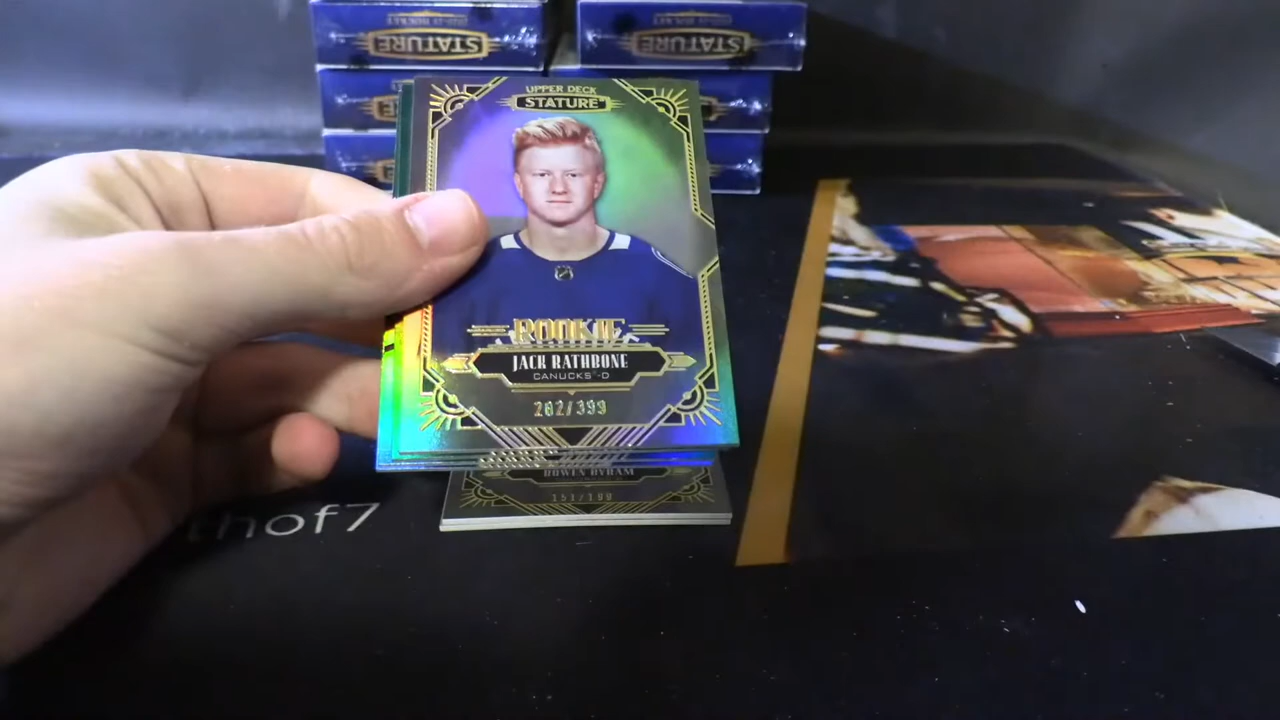 STATURE
STATURE
UPPER DECK
STATURE
ROOKIE
JACK RATHBONE
CANUCKS - D
202/399
BOWEN BYRAM
151/199
thof7